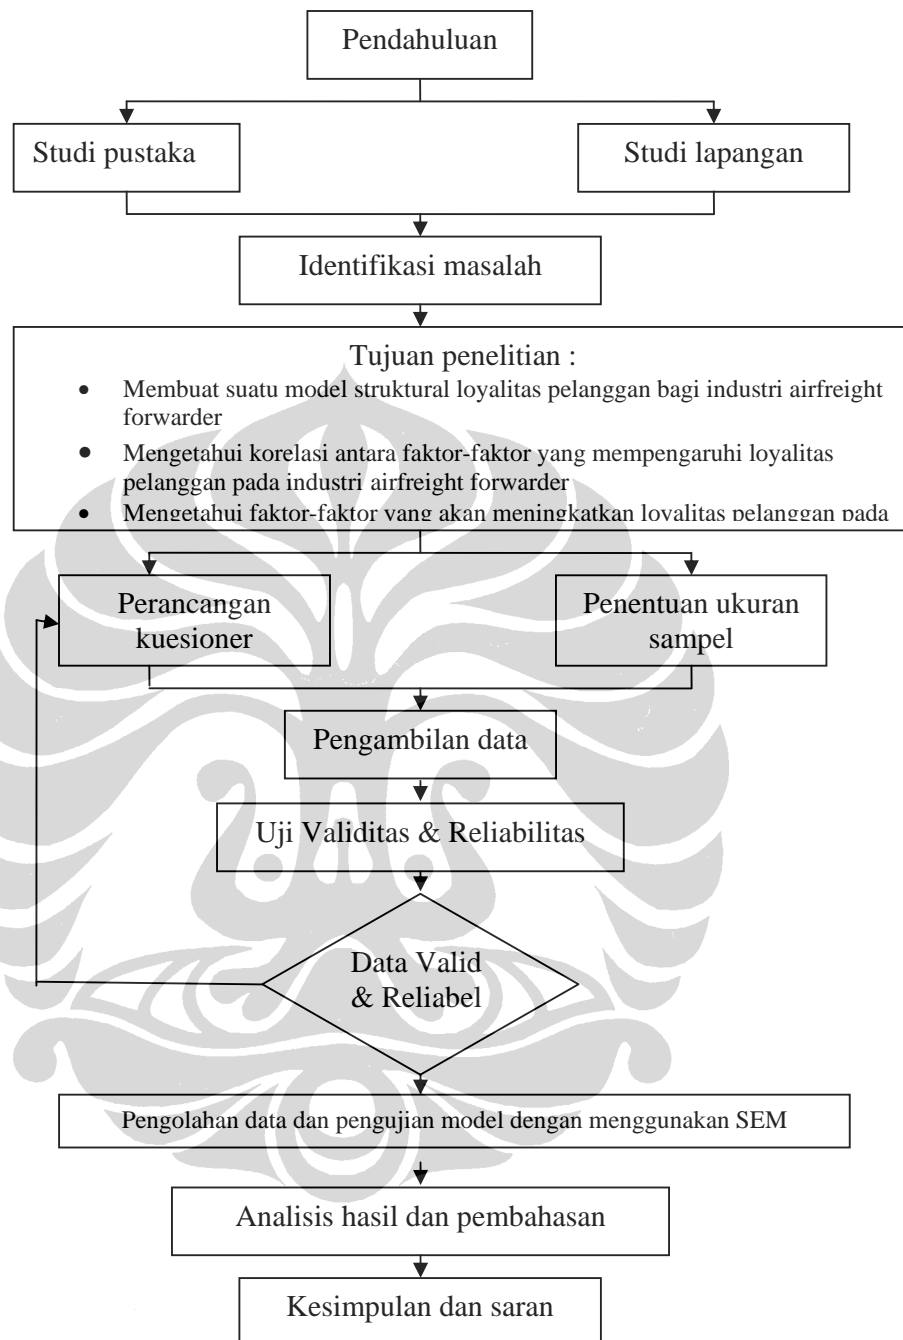 Pendahuluan
Studi pustaka
Studi lapangan
Identifikasi masalah
Tujuan penelitian :
• Membuat suatu model struktural loyalitas pelanggan bagi industri airfreight
forwarder
• Mengetahui korelasi antara faktor-faktor yang mempengaruhi loyalitas
pelanggan pada industri airfreight forwarder
• Mengetahui faktor-faktor yang akan meningkatkan loyalitas pelanggan pada
Perancangan
kuesioner
Penentuan ukuran
sampel
Pengambilan data
Uji Validitas & Reliabilitas
Data Valid
& Reliabel
Pengolahan data dan pengujian model dengan menggunakan SEM
Analisis hasil dan pembahasan
Kesimpulan dan saran